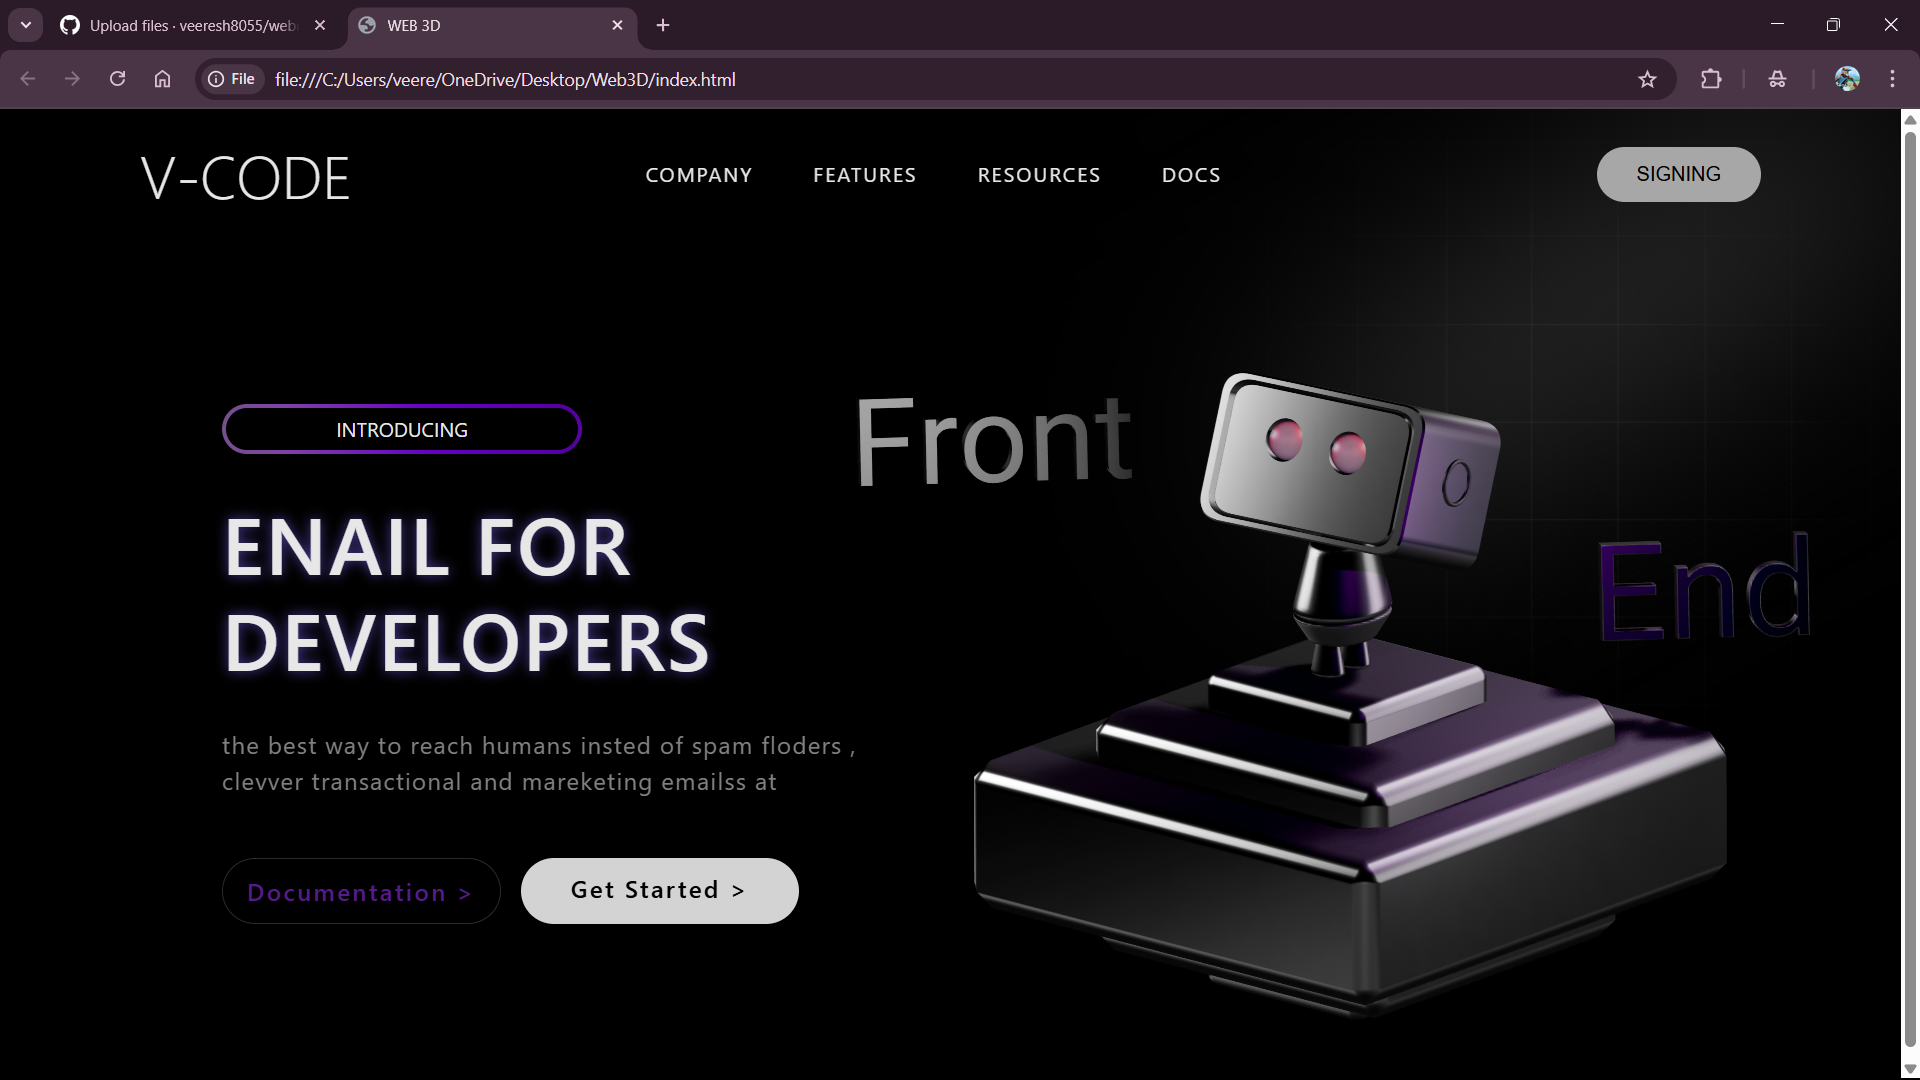 Upload files · veeresh8055/web
WEB 3D
File
file:///C:/Users/veere/OneDrive/Desktop/Web3D/index.html
V-CODE
COMPANY
FEATURES
RESOURCES
DOCS
SIGNING
INTRODUCING
ENAIL FOR
DEVELOPERS
the best way to reach humans insted of spam floders ,
clevver transactional and mareketing emailss at
Documentation >
Get Started >
Front
End